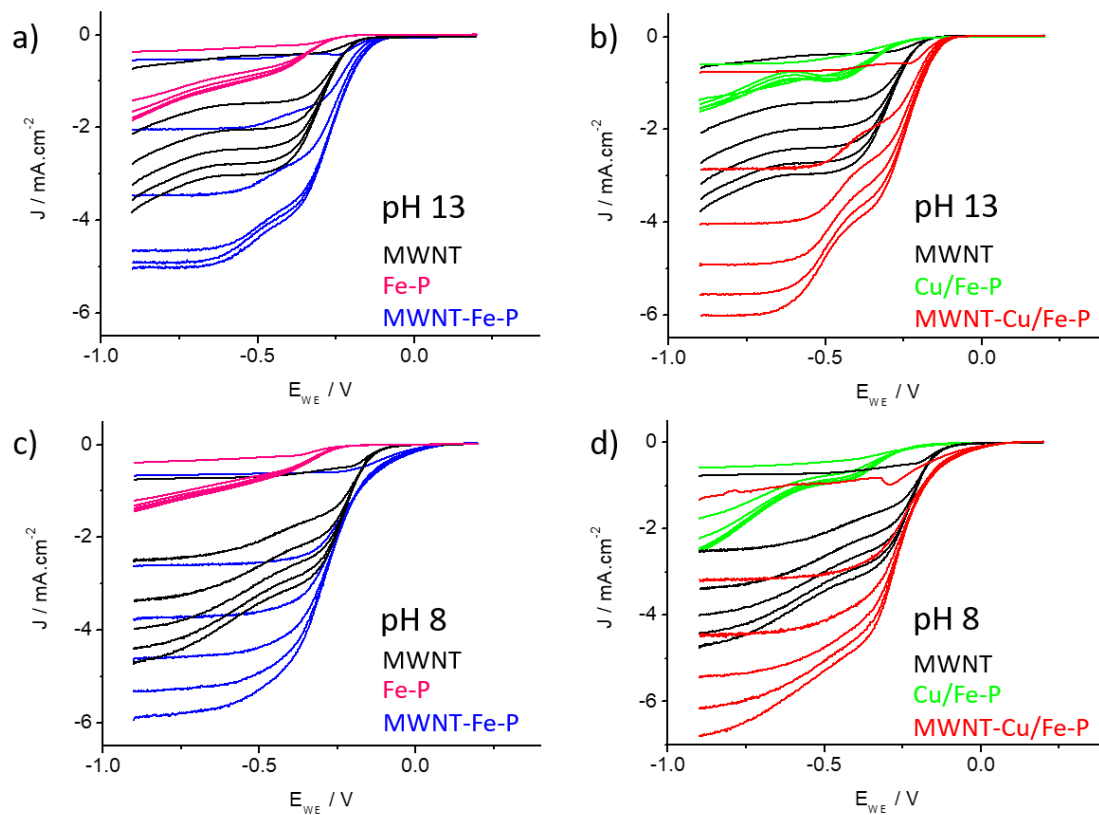 a)
0
-2
-4
-6
J / mA.cm-2
pH 13
MWNT
Fe-P
MWNT-Fe-P
-1.0
-0.5
0.0
E WE / V
b)
0
-2
-4
-6
J / mA.cm-2
pH 13
MWNT
Cu/Fe-P
MWNT-Cu/Fe-P
-1.0
-0.5
0.0
E WE / V
c)
0
-2
-4
-6
J / mA.cm-2
pH 8
MWNT
Fe-P
MWNT-Fe-P
-1.0
-0.5
0.0
E WE / V
d)
0
-2
-4
-6
J / mA.cm-2
pH 8
MWNT
Cu/Fe-P
MWNT-Cu/Fe-P
-1.0
-0.5
0.0
E WE / V